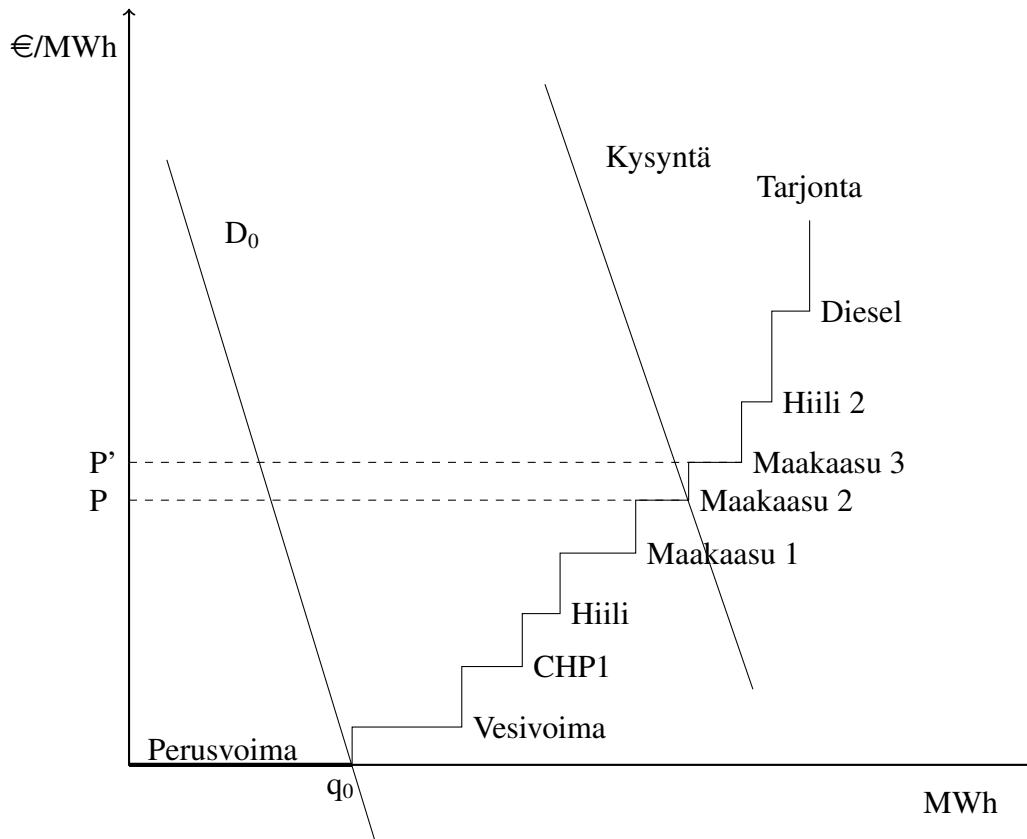 €/MWh
Kysyntä
Tarjonta
D₀
Diesel
Hiili 2
P'
Maakaasu 3
P
Maakaasu 2
Maakaasu 1
Hiili
CHP1
Vesivoima
Perusvoima
q₀
MWh